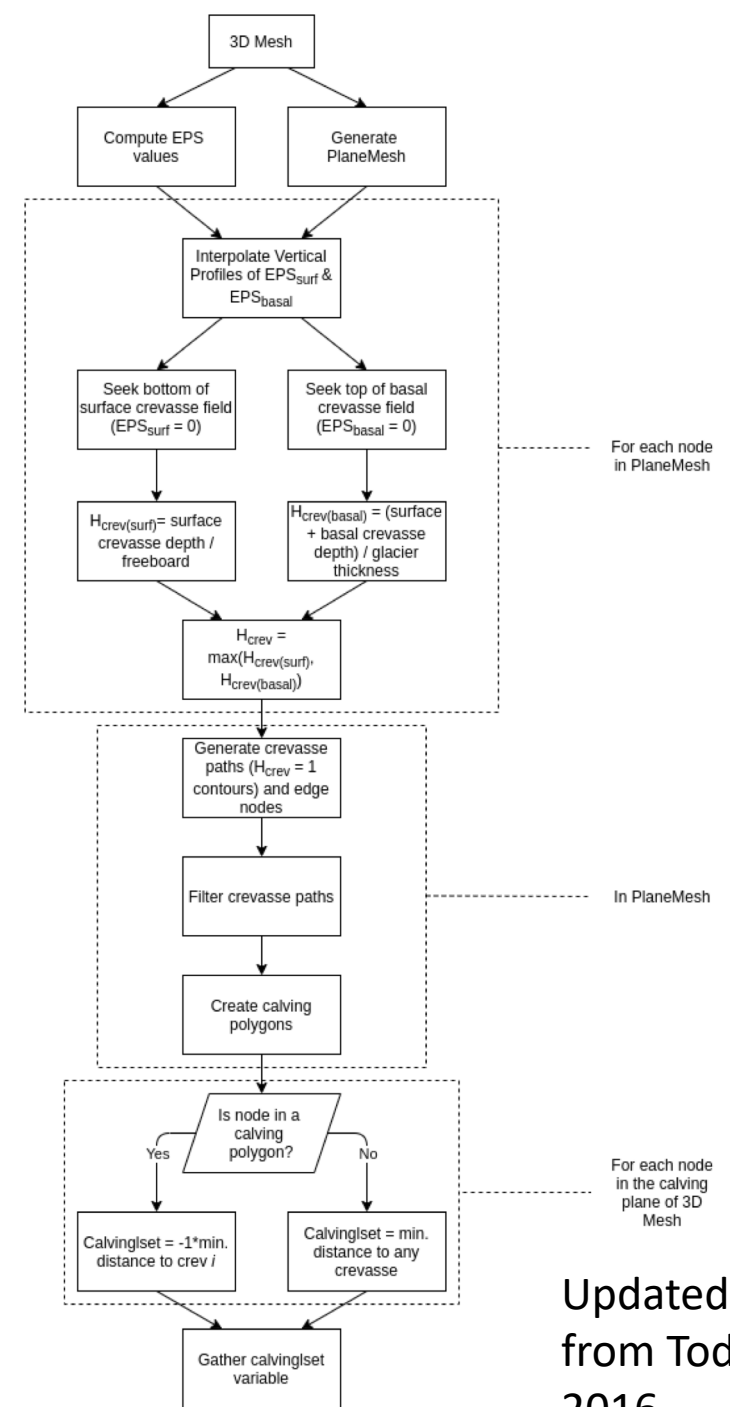 3D Mesh
Compute EPS
values
Generate
PlaneMesh
Interpolate Vertical
Profiles of EPSsurf &
EPSbasal
Seek bottom of
surface crevasse field
(EPSsurf = 0)
Seek top of basal
crevasse field
(EPSbasal = 0)
For each node
in PlaneMesh
Hcrev(surf)= surface
crevasse depth /
freeboard
Hcrev(basal) = (surface
+ basal crevasse
depth) / glacier
thickness
Hcrev =
max(Hcrev(surf),
Hcrev(basal))
Generate crevasse
paths (Hcrev = 1
contours) and edge
nodes
Filter crevasse paths
In PlaneMesh
Create calving
polygons
Is node in a
calving
polygon?
Yes
No
For each node
in the calving
plane of 3D
Mesh
Calvinglset = -1*min.
distance to crev i
Calvinglset = min.
distance to any
crevasse
Gather calvinglset
variable
Updated
from Tod
2016